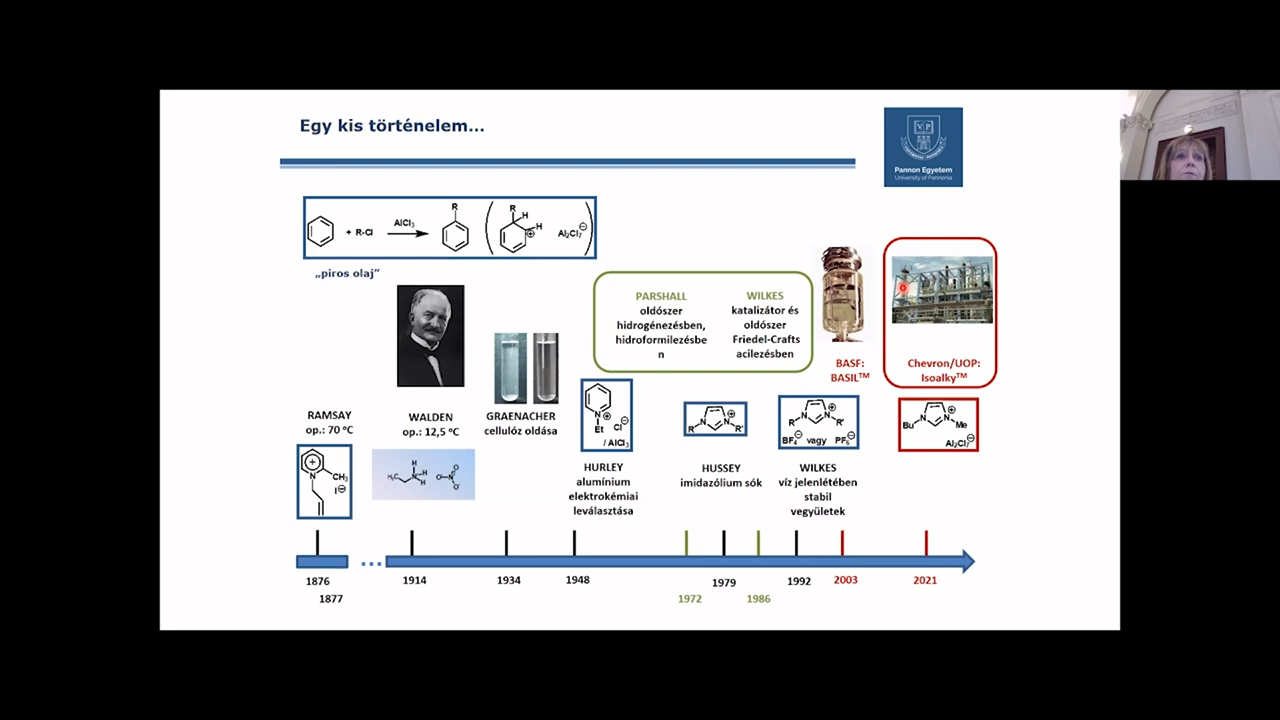 Egy kis történelem...
VP
Pannon Egyetem
University of Pannonia
+ R-Cl
AlCl3
R
R
H
H
⊕
Al2Cl7⊖
„piros olaj”
PARSHALL
oldószer
hidrogénezésben,
hidroformilezésbe
n
WILKES
katalizátor és
oldószer
Friedel-Crafts
acilezésben
BASF:
BASIL™
Chevron/UOP:
Isoalky™
RAMSAY
op.: 70 °C
WALDEN
op.: 12,5 °C
GRAENACHER
cellulóz oldása
N
⊕
Et
Cl⊖
/ AlCl3
R
N
N
⊕
R'
R
N
N
⊕
R'
BF4⊖ vagy PF6⊖
Bu
N
N
⊕
Me
Al2Cl7⊖
⊕
N
CH3
I⊖
H3C
H
N
H
H
O
N
O
O
HURLEY
alumínium
elektrokémiai
leválasztása
HUSSEY
imidazólium sók
WILKES
víz jelenlétében
stabil
vegyületek
1876
1877
1914
1934
1948
1972
1979
1986
1992
2003
2021